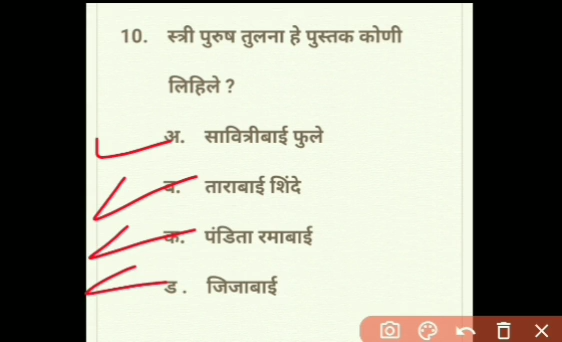 10. स्त्री पुरुष तुलना हे पुस्तक कोणी
लिहिले ?
अ. सावित्रीबाई फुले
ब. ताराबाई शिंदे
क. पंडिता रमाबाई
ड . जिजाबाई